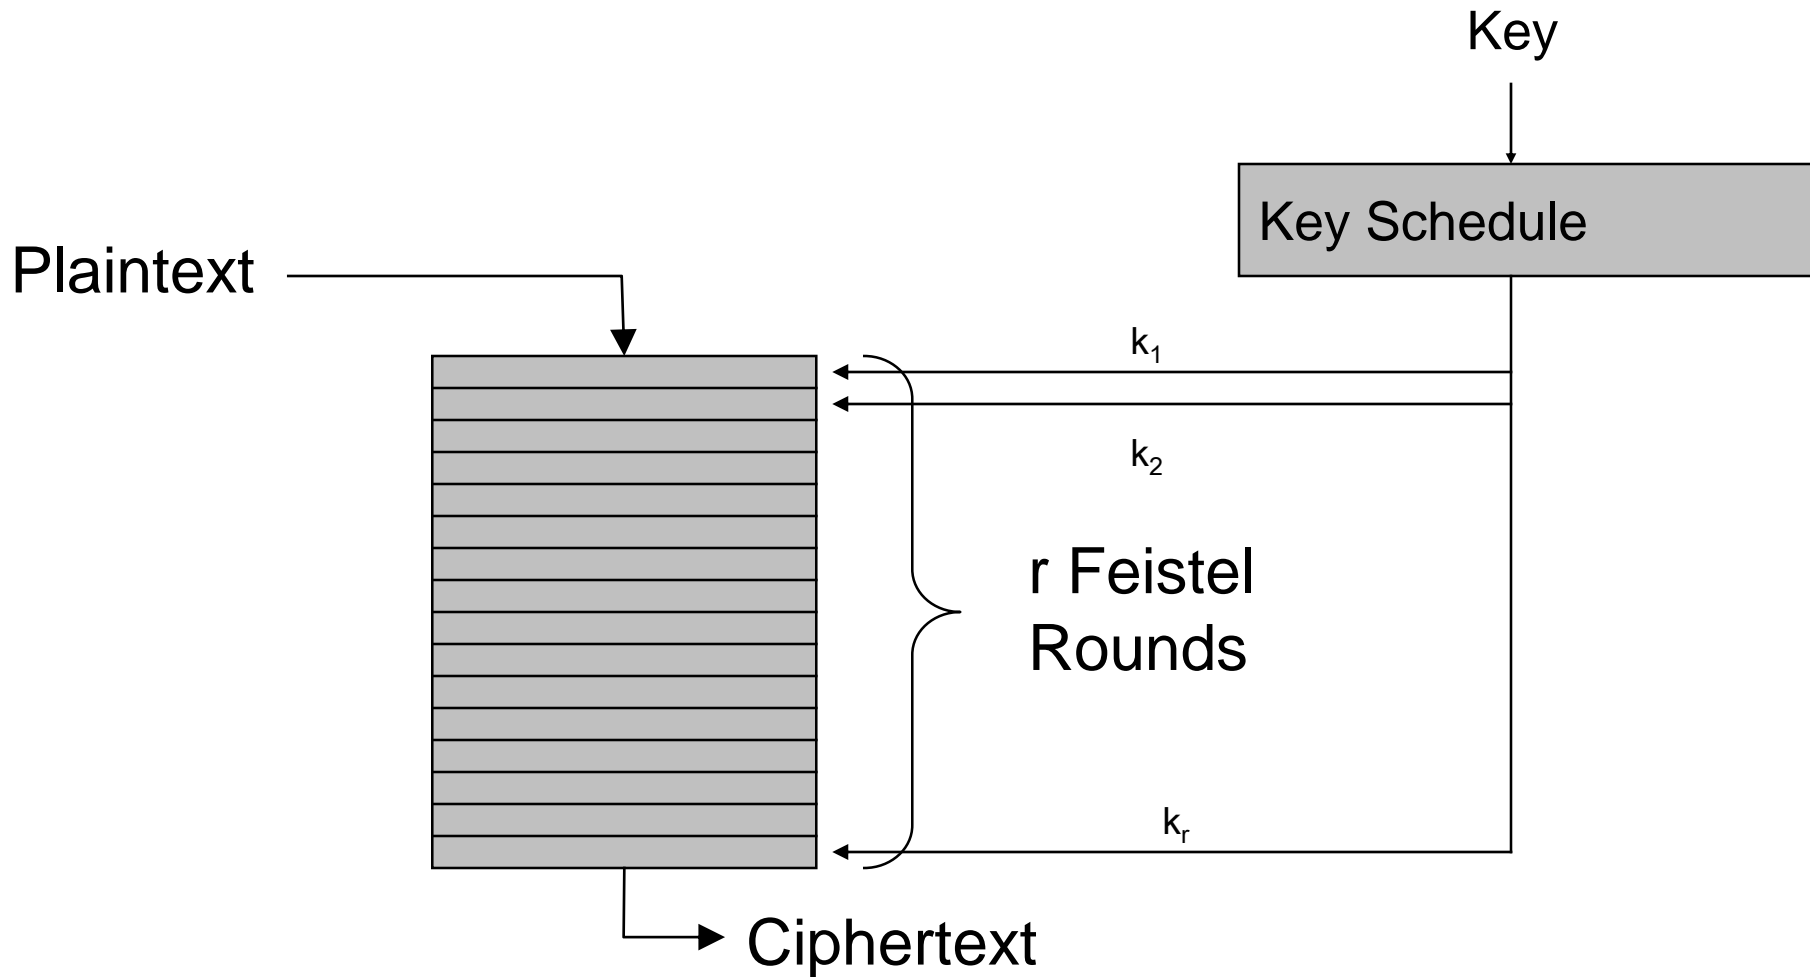 Key
Key Schedule
Plaintext
k₁
k₂
r Feistel
Rounds
kᵣ
Ciphertext